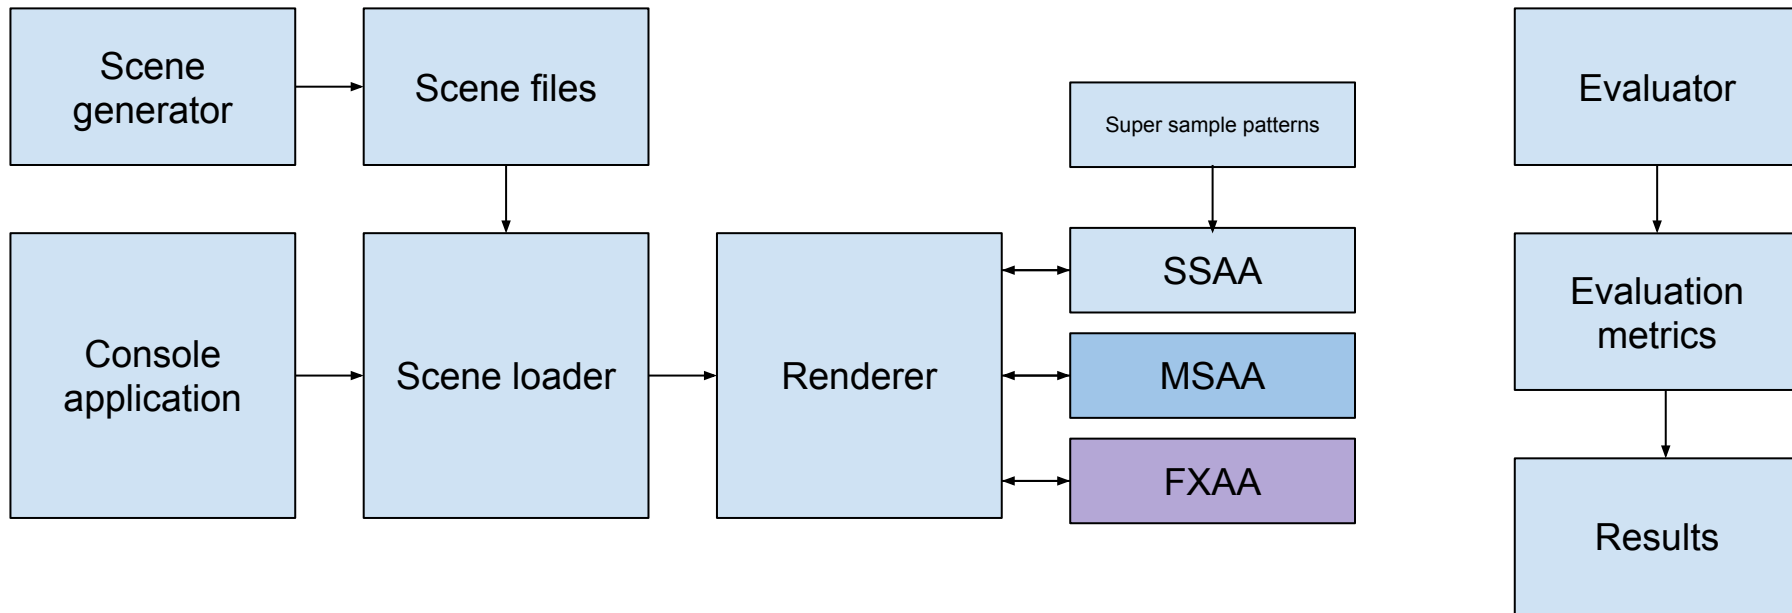 Scene
generator
Scene files
Super sample patterns
Evaluator
Console
application
Scene loader
Renderer
SSAA
MSAA
FXAA
Evaluation
metrics
Results